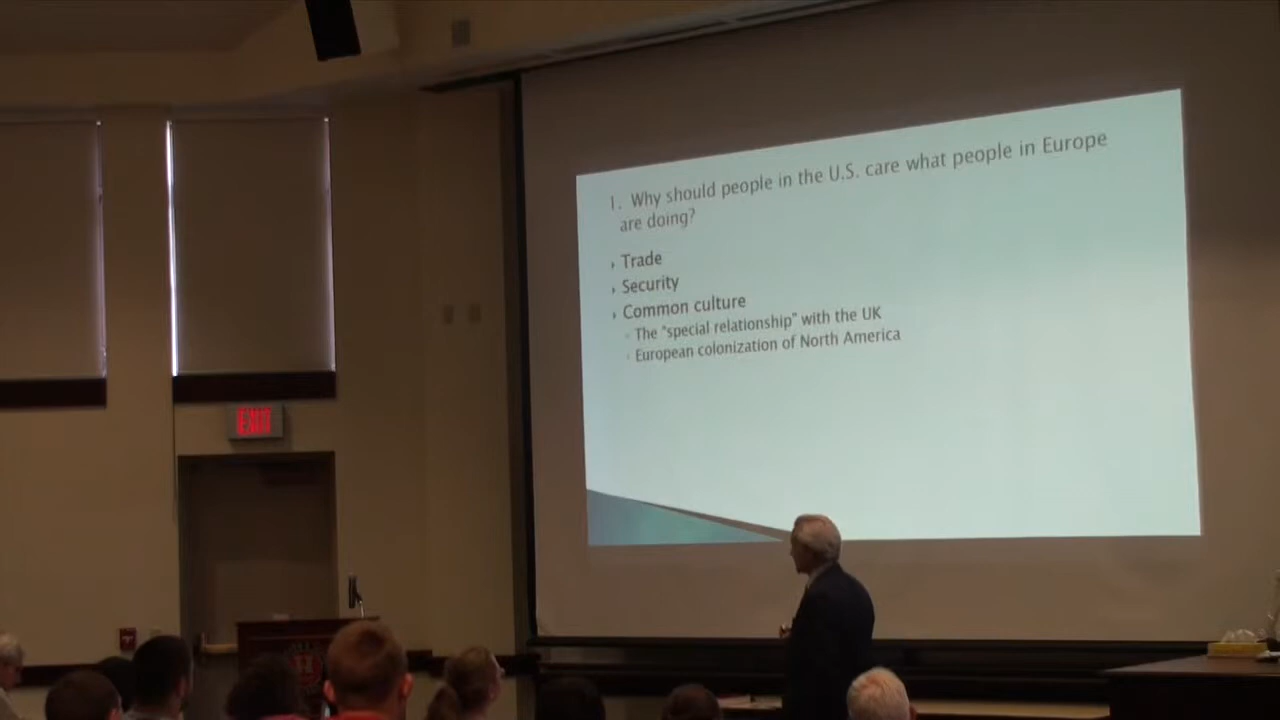 1. Why should people in the U.S. care what people in Europe
are doing?
Trade
Security
Common culture
The "special relationship" with the UK
European colonization of North America
EXIT